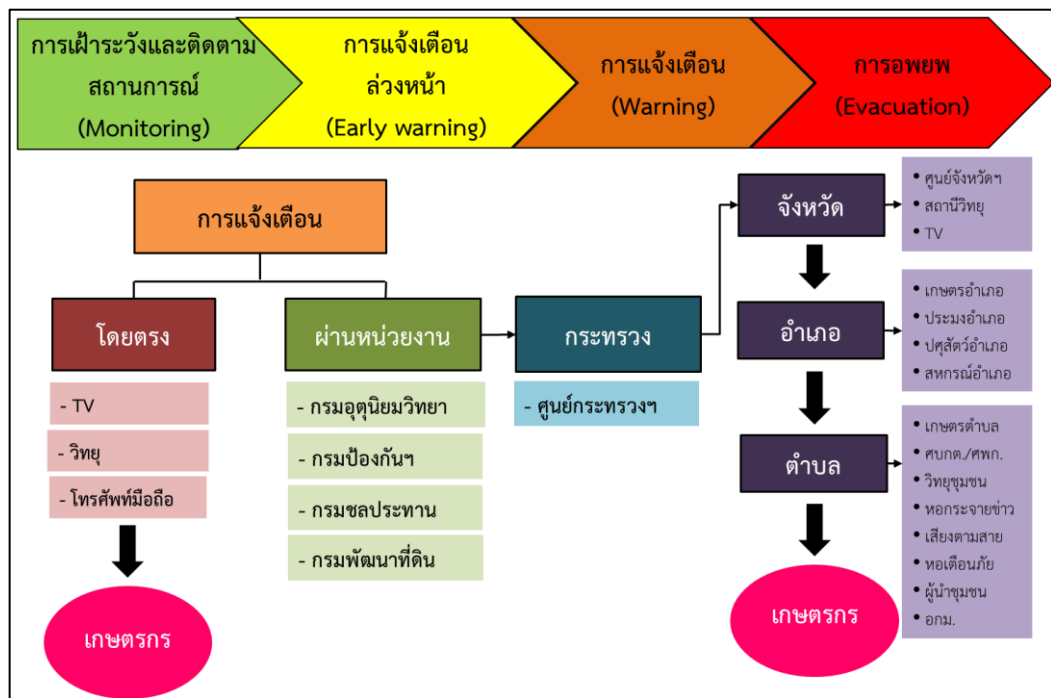 การเฝ้าระวังและติดตาม
สถานการณ์
(Monitoring)
การแจ้งเตือน
ล่วงหน้า
(Early warning)
การแจ้งเตือน
(Warning)
การอพยพ
(Evacuation)
การแจ้งเตือน
โดยตรง
- TV
- วิทยุ
- โทรศัพท์มือถือ
เกษตรกร
ผ่านหน่วยงาน
- กรมอุตุนิยมวิทยา
- กรมป้องกันฯ
- กรมชลประทาน
- กรมพัฒนาที่ดิน
กระทรวง
- ศูนย์กระทรวงฯ
จังหวัด
• ศูนย์จังหวัดฯ
• สถานีวิทยุ
• TV
อำเภอ
• เกษตรอำเภอ
• ประมงอำเภอ
• ปศุสัตว์อำเภอ
• สหกรณ์อำเภอ
ตำบล
• เกษตรตำบล
• ศบกต./ศพก.
• วิทยุชุมชน
• หอกระจายข่าว
• เสียงตามสาย
• หอเตือนภัย
• ผู้นำชุมชน
• อกม.
เกษตรกร